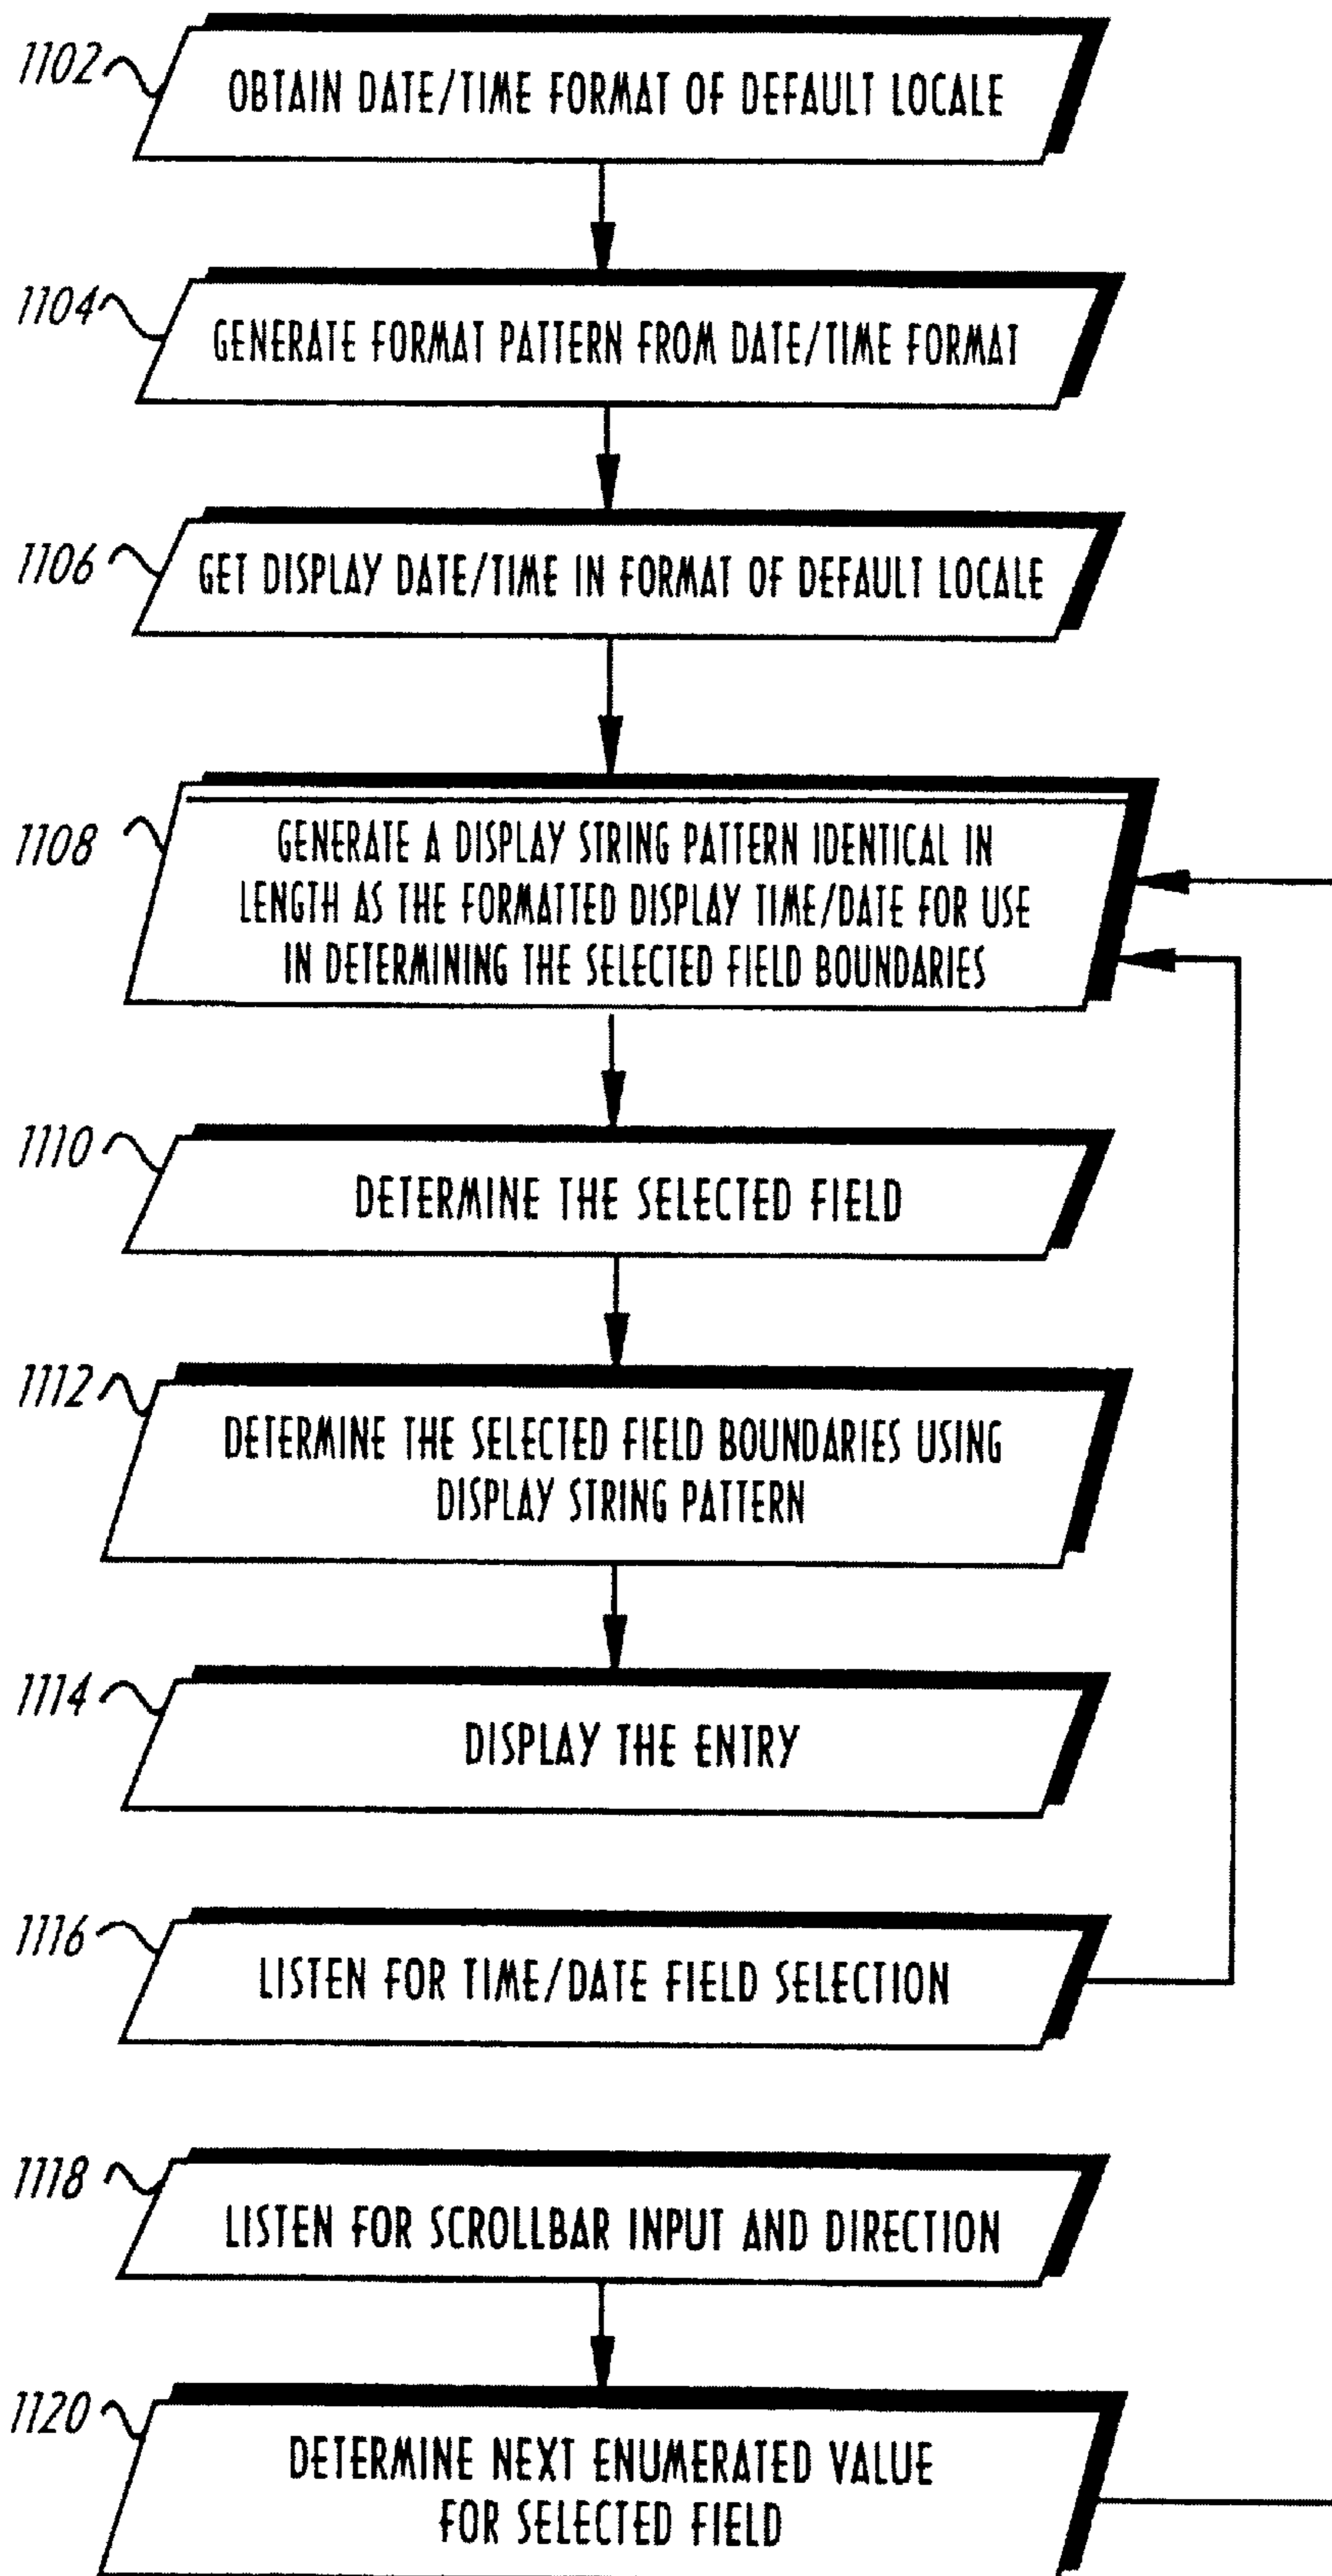 1102
OBTAIN DATE/TIME FORMAT OF DEFAULT LOCALE
1104
GENERATE FORMAT PATTERN FROM DATE/TIME FORMAT
1106
GET DISPLAY DATE/TIME IN FORMAT OF DEFAULT LOCALE
1108
GENERATE A DISPLAY STRING PATTERN IDENTICAL IN
LENGTH AS THE FORMATTED DISPLAY TIME/DATE FOR USE
IN DETERMINING THE SELECTED FIELD BOUNDARIES
1110
DETERMINE THE SELECTED FIELD
1112
DETERMINE THE SELECTED FIELD BOUNDARIES USING
DISPLAY STRING PATTERN
1114
DISPLAY THE ENTRY
1116
LISTEN FOR TIME/DATE FIELD SELECTION
1118
LISTEN FOR SCROLLBAR INPUT AND DIRECTION
1120
DETERMINE NEXT ENUMERATED VALUE
FOR SELECTED FIELD